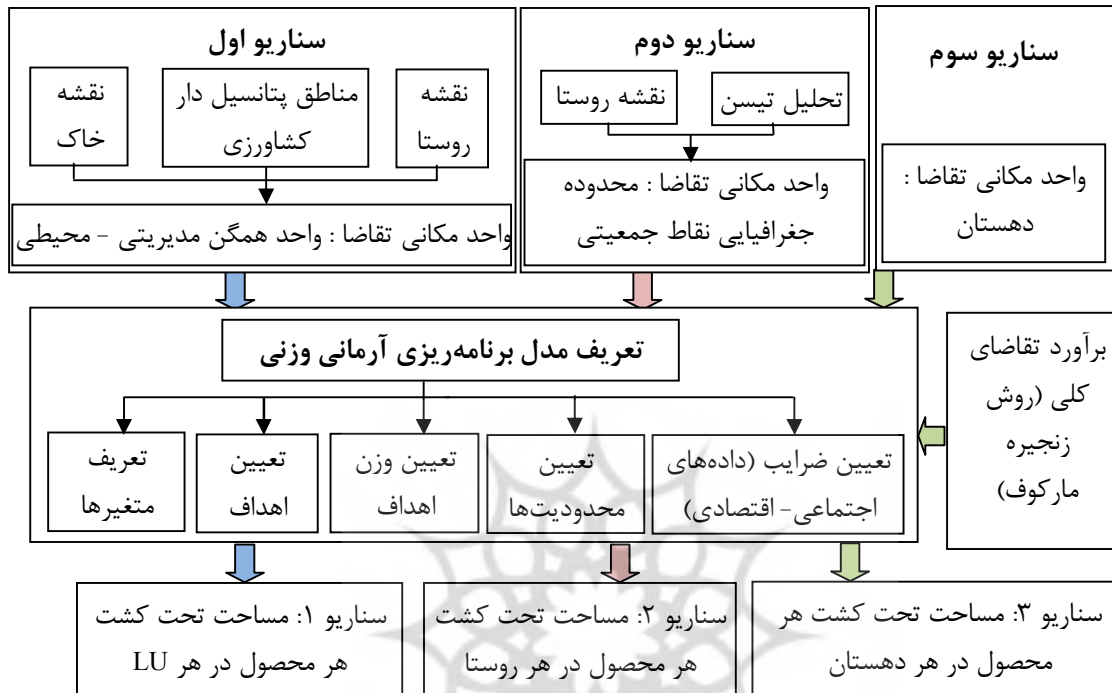 سناریو اول
نقشه
روستا
مناطق پتانسیل دار
کشاورزی
نقشه
خاک
واحد مکانی تقاضا : واحد همگن مدیریتی - محیطی
سناریو دوم
تحلیل تیسن
نقشه روستا
واحد مکانی تقاضا : محدوده
جغرافیایی نقاط جمعیتی
سناریو سوم
واحد مکانی تقاضا :
دهستان
برآورد تقاضای
کلی (روش
زنجیره
مارکوف)
تعریف مدل برنامه‌ریزی آرمانی وزنی
تعیین ضرایب (داده‌های
اجتماعی- اقتصادی)
تعیین
محدودیت‌ها
تعیین وزن
اهداف
تعیین
اهداف
تعریف
متغیرها
سناریو ۳: مساحت تحت کشت هر
محصول در هر دهستان
سناریو ۲: مساحت تحت کشت
هر محصول در هر روستا
سناریو ۱: مساحت تحت کشت
هر محصول در هر LU